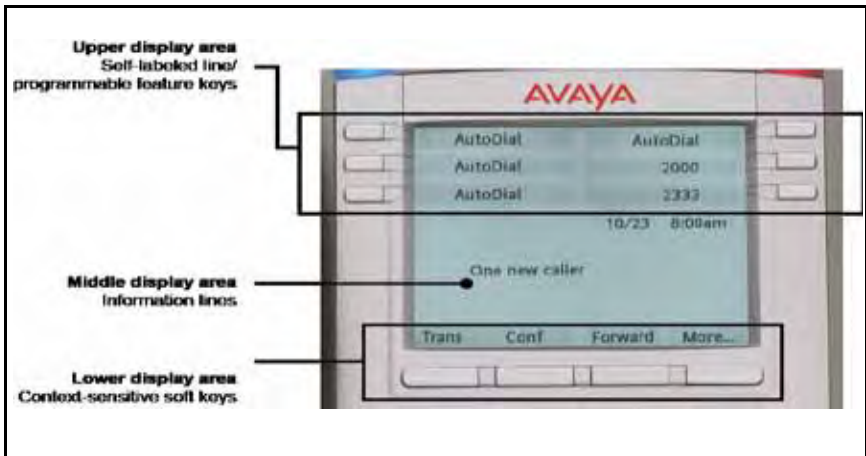 Upper display area
Self-labeled line/
programmable feature keys
AVAYA
AutoDial AutoDial
AutoDial 2000
AutoDial 2333
10/23 8:00am
One new caller
Middle display area
Information lines
Trans Conf Forward More...
Lower display area
Context-sensitive soft keys